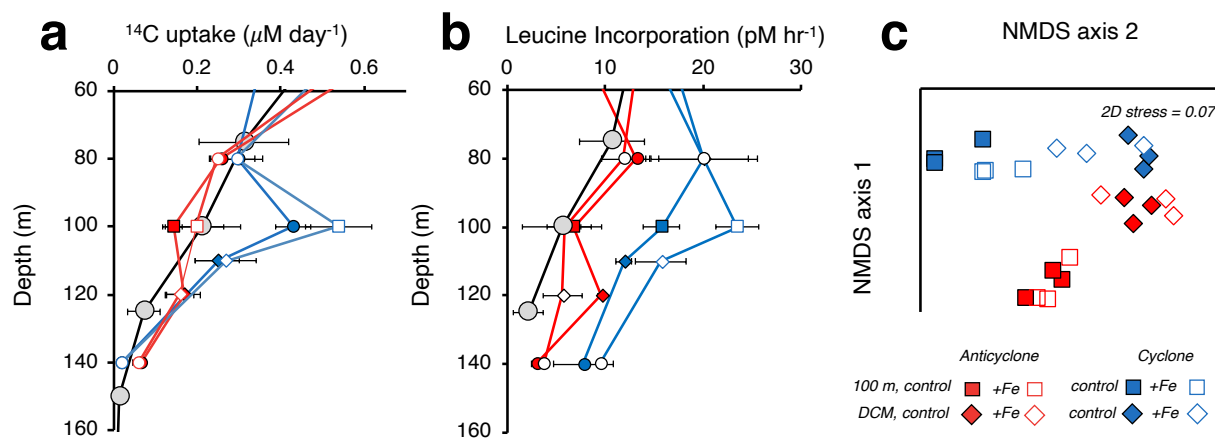 a
¹⁴C uptake (μM day⁻¹)
0 0.2 0.4 0.6
60
80
100
120
140
160
Depth (m)
b
Leucine Incorporation (pM hr⁻¹)
0 10 20 30
60
80
100
120
140
160
Depth (m)
c
NMDS axis 2
2D stress = 0.07
NMDS axis 1
Anticyclone Cyclone
100 m, control +Fe control +Fe
DCM, control +Fe control +Fe